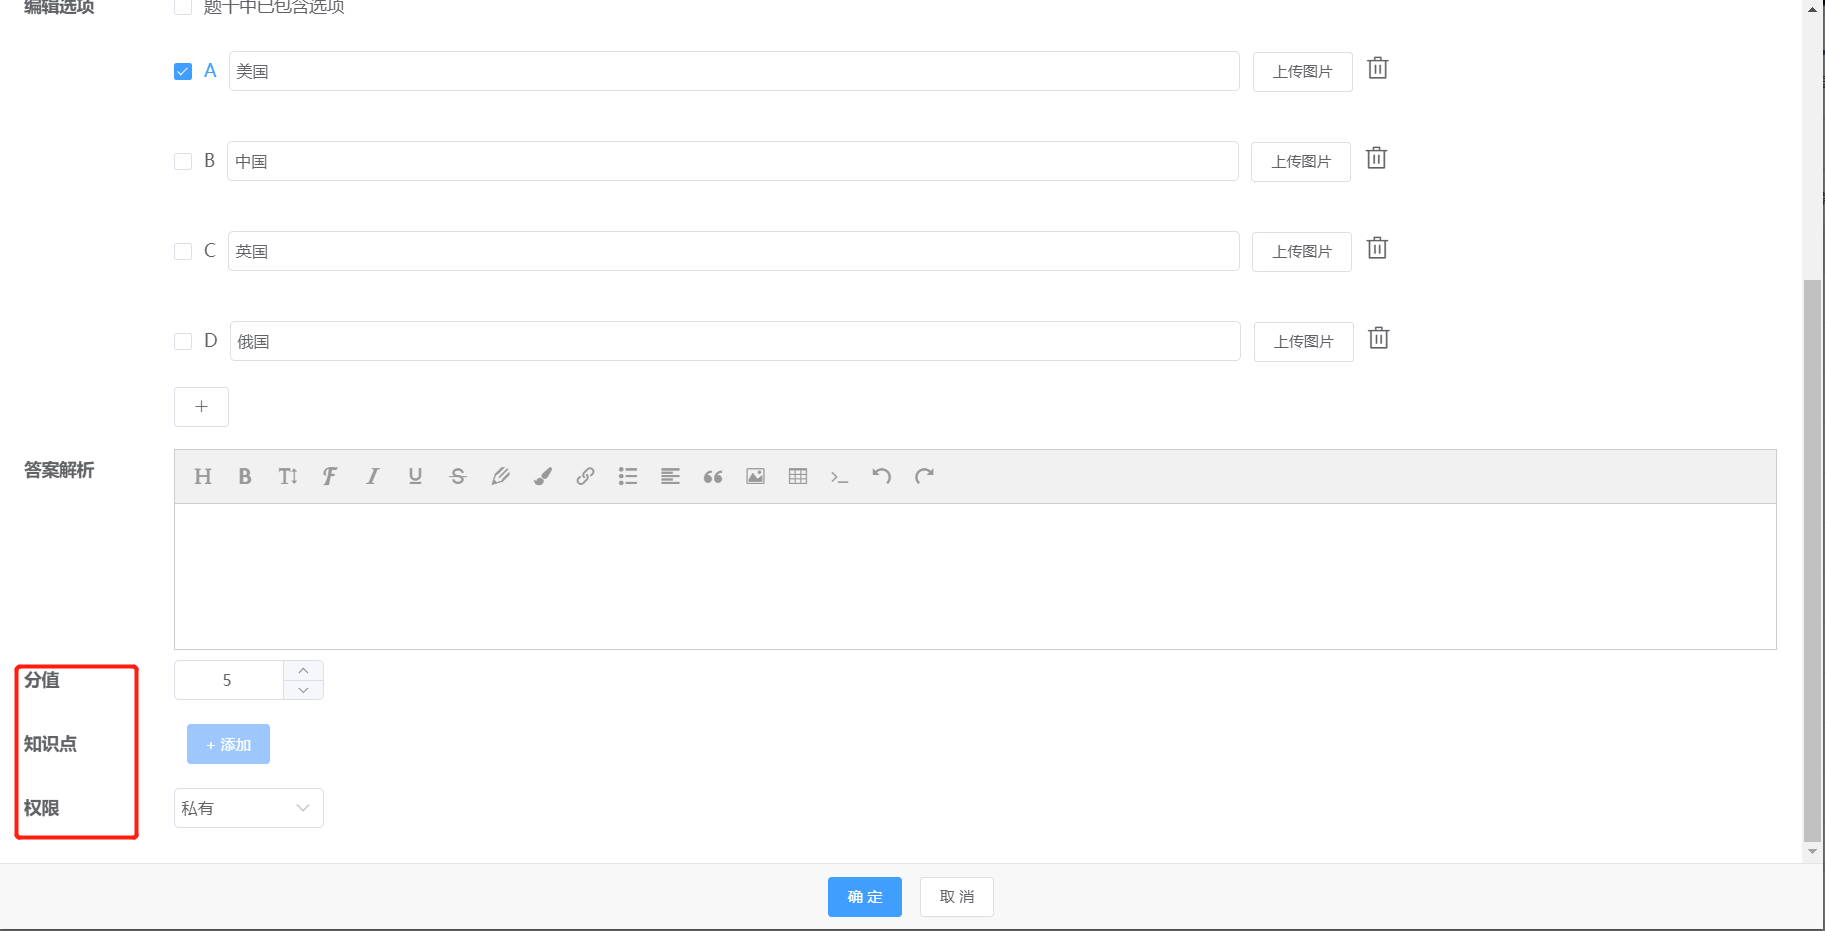 编辑选项 题干中已包含选项
A 美国 上传图片
B 中国 上传图片
C 英国 上传图片
D 俄国 上传图片
+
答案解析
分值 5
知识点 + 添加
权限 私有
确 定 取 消